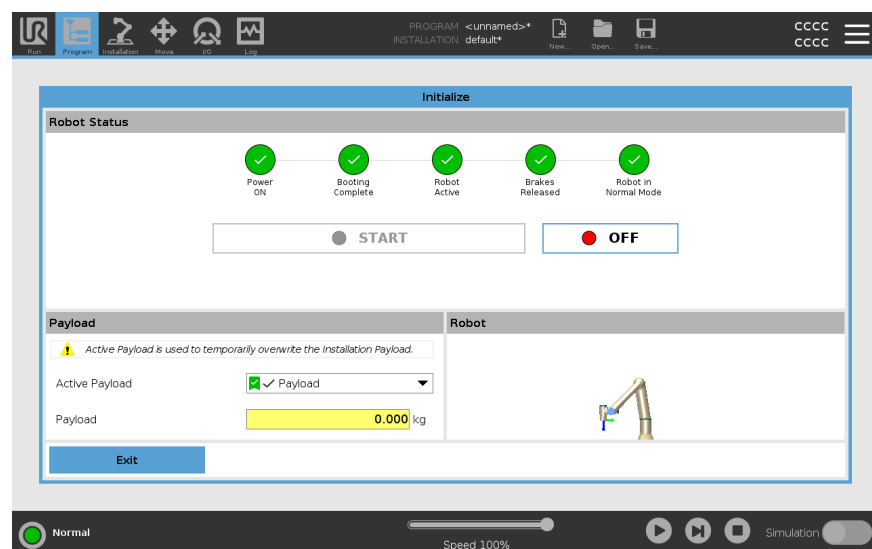 PROGRAM <unnamed>*
INSTALLATION default*
CCCC
CCCC
Run Program Installation Move I/O Log New... Open... Save...
Initialize
Robot Status
Power ON
Booting Complete
Robot Active
Brakes Released
Robot in Normal Mode
START
OFF
Payload
Robot
Active Payload is used to temporarily overwrite the Installation Payload.
Active Payload
Payload
Payload
0.000 kg
Exit
Normal
Speed 100%
Simulation